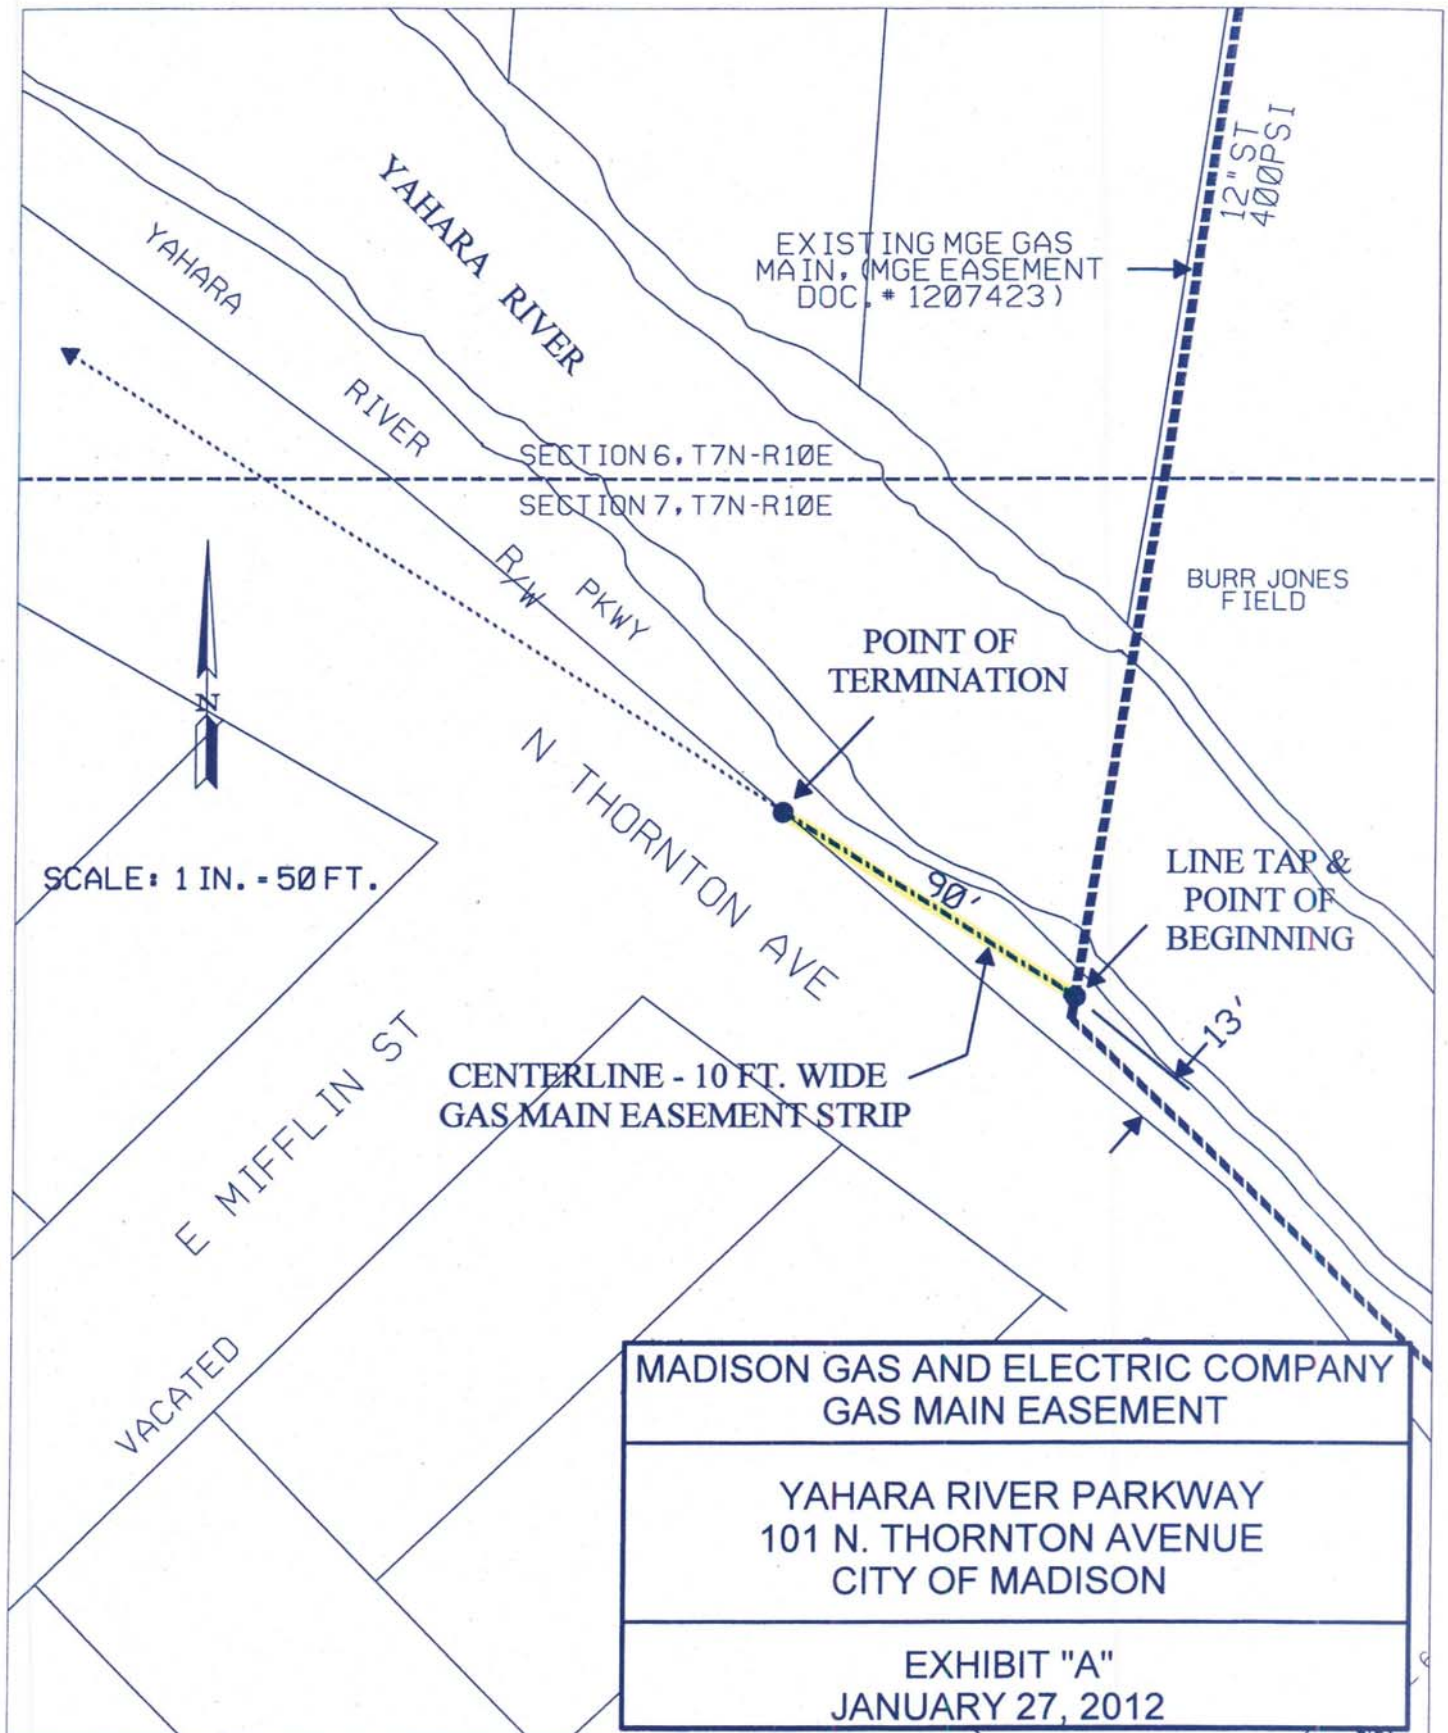 YAHARA RIVER
YAHARA
RIVER
PKWY
R/W
12" ST
400PSI
EXISTING MGE GAS
MAIN, (MGE EASEMENT
DOC. # 1207423)
SECTION 6, T7N-R10E
SECTION 7, T7N-R10E
BURR JONES
FIELD
POINT OF
TERMINATION
N
SCALE: 1 IN. = 50 FT.
N THORNTON AVE
90'
LINE TAP &
POINT OF
BEGINNING
13'
CENTERLINE - 10 FT. WIDE
GAS MAIN EASEMENT STRIP
E MIFFLIN ST
VACATED
MADISON GAS AND ELECTRIC COMPANY
GAS MAIN EASEMENT
YAHARA RIVER PARKWAY
101 N. THORNTON AVENUE
CITY OF MADISON
EXHIBIT "A"
JANUARY 27, 2012